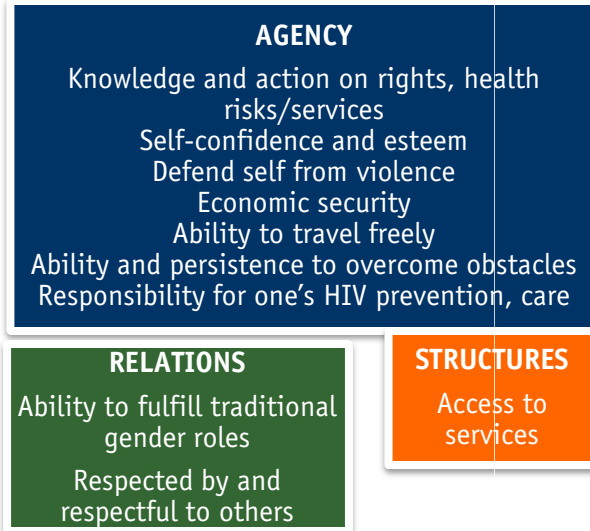 AGENCY
Knowledge and action on rights, health
risks/services
Self-confidence and esteem
Defend self from violence
Economic security
Ability to travel freely
Ability and persistence to overcome obstacles
Responsibility for one’s HIV prevention, care
RELATIONS
Ability to fulfill traditional
gender roles
Respected by and
respectful to others
STRUCTURES
Access to
services